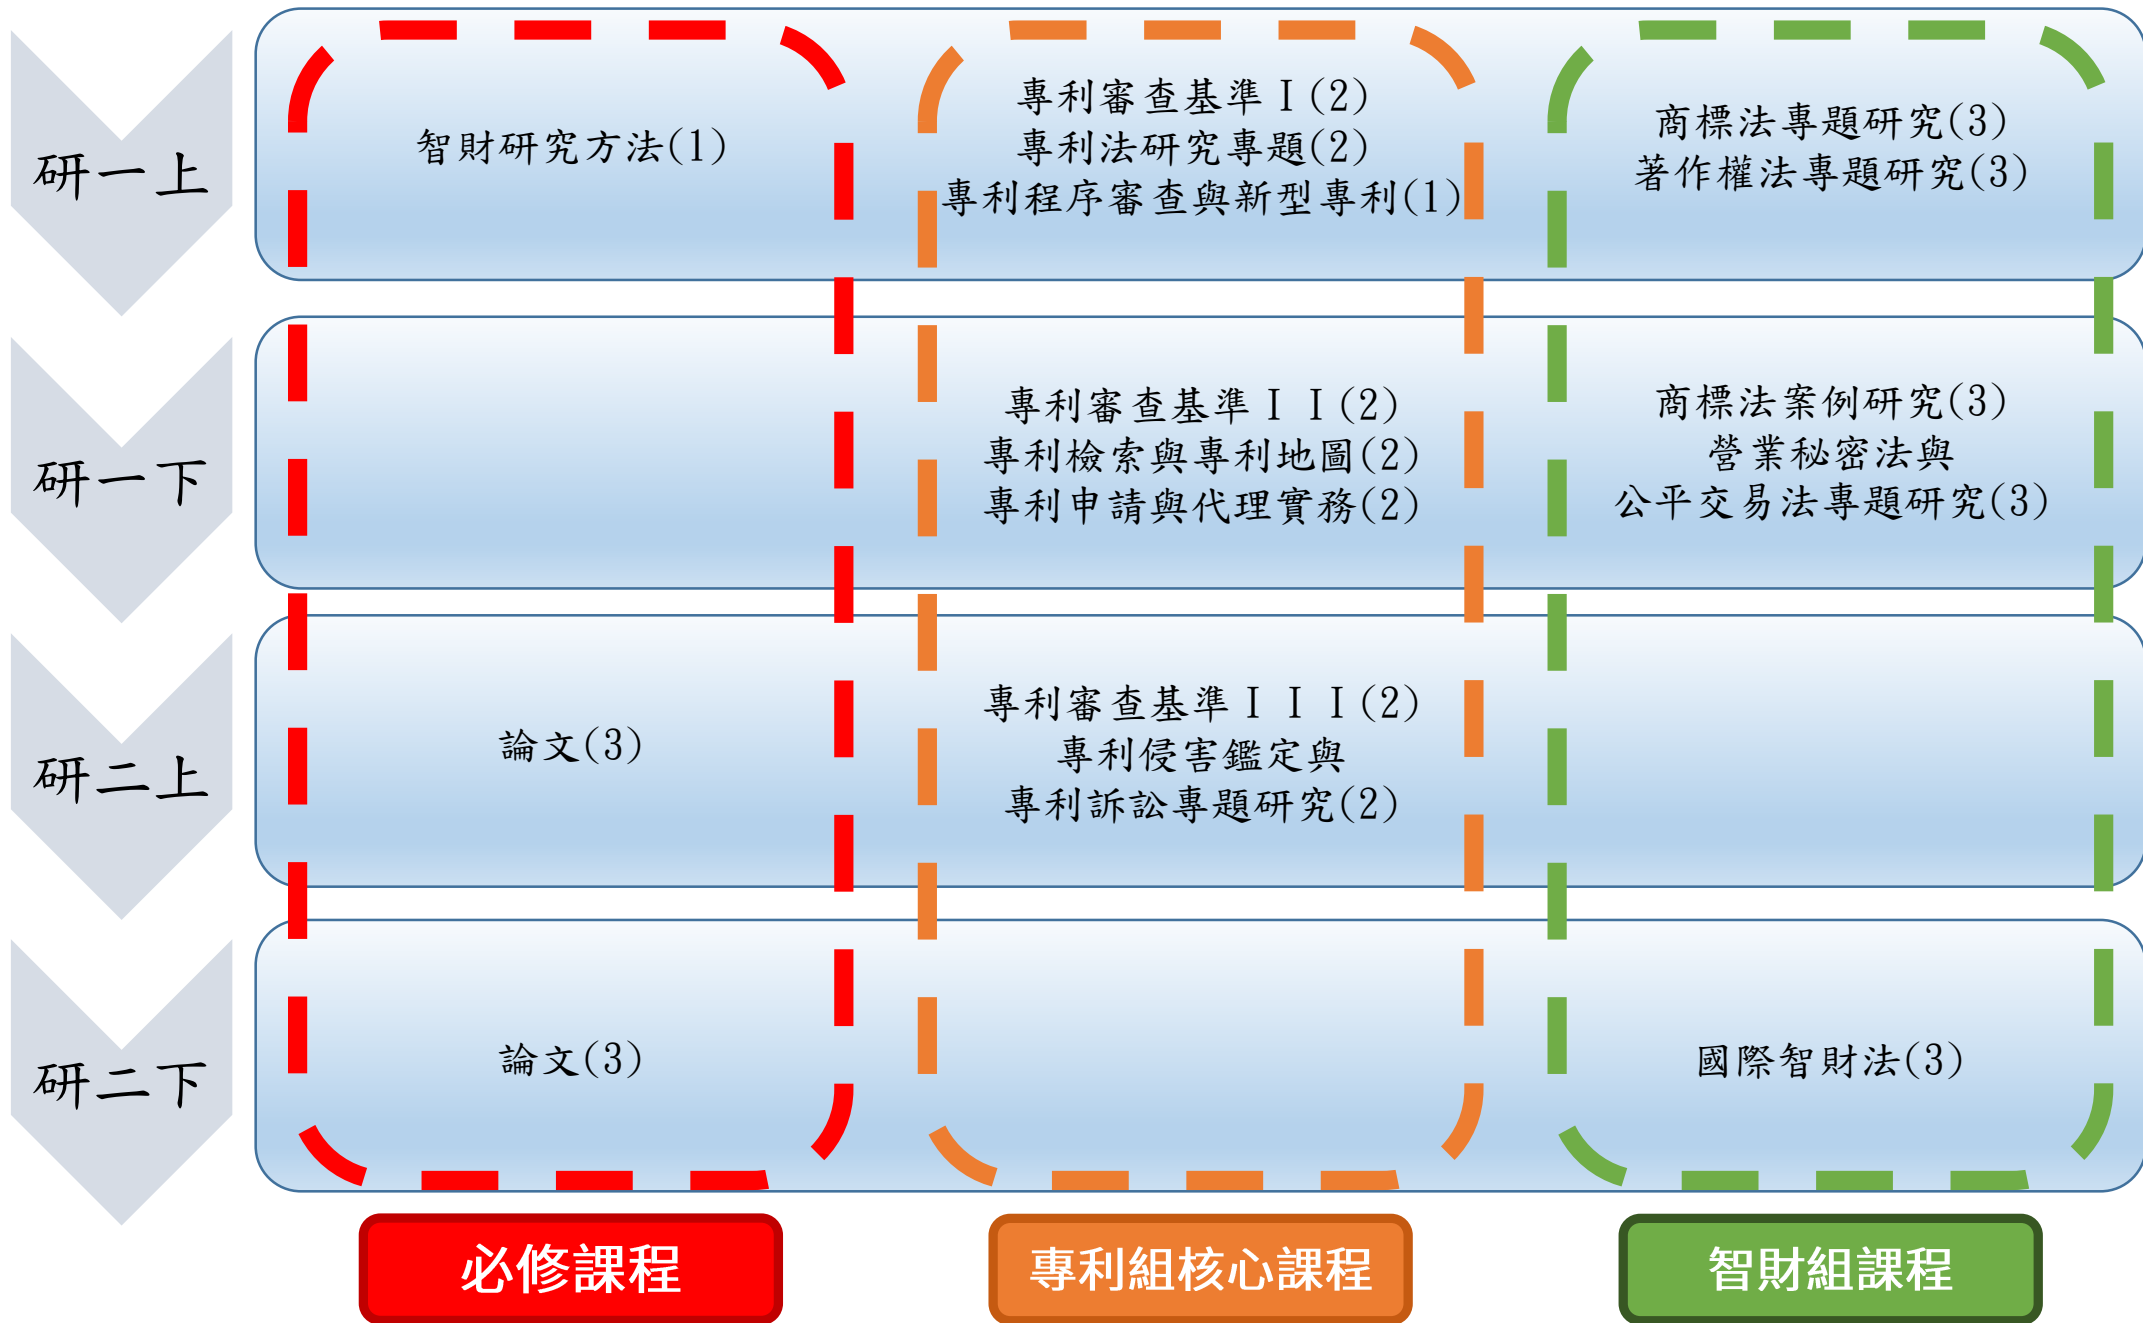 研一上
智財研究方法(1)
專利審查基準Ⅰ(2)
專利法研究專題(2)
專利程序審查與新型專利(1)
商標法專題研究(3)
著作權法專題研究(3)
研一下
專利審查基準ⅠⅠ(2)
專利檢索與專利地圖(2)
專利申請與代理實務(2)
商標法案例研究(3)
營業秘密法與
公平交易法專題研究(3)
研二上
論文(3)
專利審查基準ⅠⅠⅠ(2)
專利侵害鑑定與
專利訴訟專題研究(2)
研二下
論文(3)
國際智財法(3)
必修課程
專利組核心課程
智財組課程